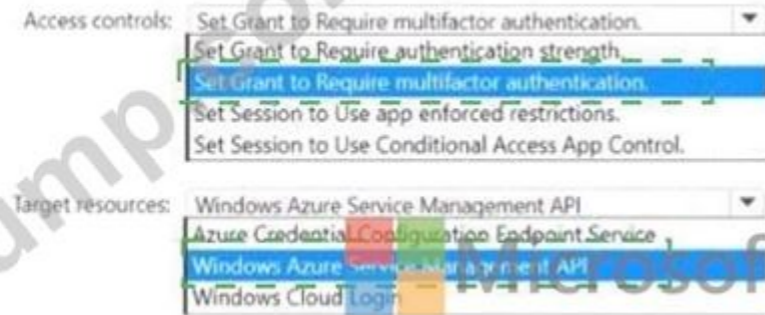 Access controls: Set Grant to Require multifactor authentication.
Set Grant to Require authentication strength.
Set Grant to Require multifactor authentication.
Set Session to Use app enforced restrictions.
Set Session to Use Conditional Access App Control.
Target resources: Windows Azure Service Management API
Azure Credential Configuration Endpoint Service
Windows Azure Service Management API
Windows Cloud Login